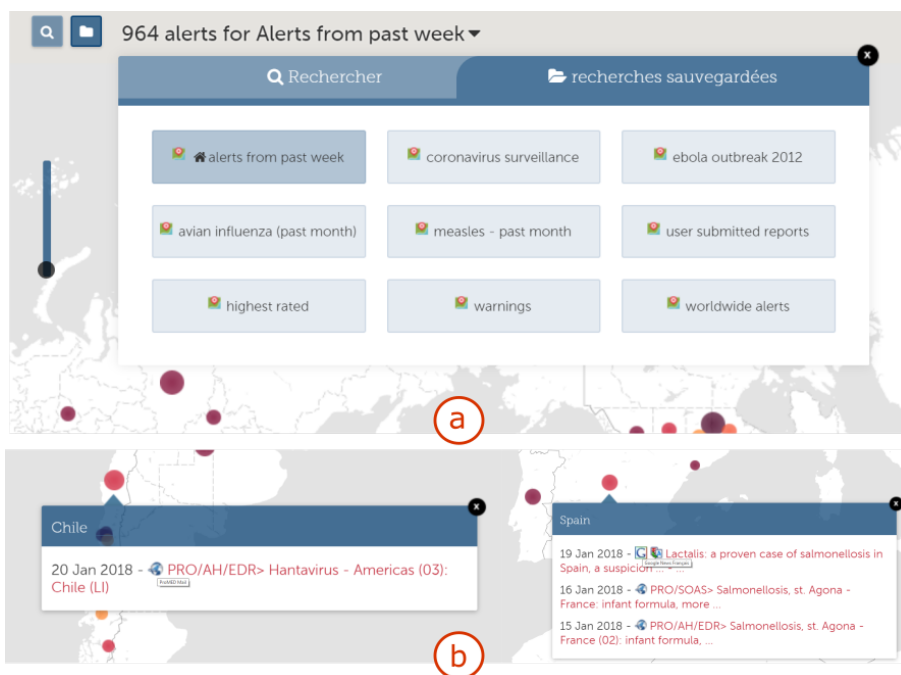 964 alerts for Alerts from past week
x
Rechercher
recherches sauvegardées
alerts from past week
coronavirus surveillance
ebola outbreak 2012
avian influenza (past month)
measles - past month
user submitted reports
highest rated
warnings
worldwide alerts
a
x
Chile
20 Jan 2018 - PRO/AH/EDR> Hantavirus - Americas (03):
Chile (LI)
ProMED Mail
x
Spain
19 Jan 2018 - G Lactalis: a proven case of salmonellosis in
Spain, a suspicion ... - ...
Google News Français
16 Jan 2018 - PRO/SOAS> Salmonellosis, st. Agona -
France: infant formula, more ...
15 Jan 2018 - PRO/AH/EDR> Salmonellosis, st. Agona -
France (02): infant formula, ...
b